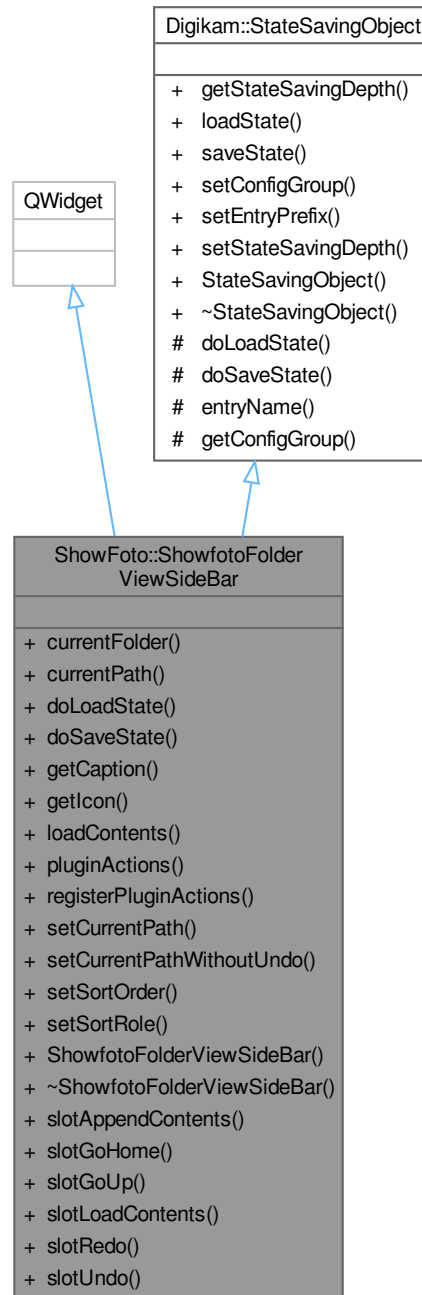 Digikam::StateSavingObject
+ getStateSavingDepth()
+ loadState()
+ saveState()
+ setConfigGroup()
+ setEntryPrefix()
+ setStateSavingDepth()
+ StateSavingObject()
+ ~StateSavingObject()
# doLoadState()
# doSaveState()
# entryName()
# getConfigGroup()
QWidget
ShowFoto::ShowfotoFolder
ViewSideBar
+ currentFolder()
+ currentPath()
+ doLoadState()
+ doSaveState()
+ getCaption()
+ getIcon()
+ loadContents()
+ pluginActions()
+ registerPluginActions()
+ setCurrentPath()
+ setCurrentPathWithoutUndo()
+ setSortOrder()
+ setSortRole()
+ ShowfotoFolderViewSideBar()
+ ~ShowfotoFolderViewSideBar()
+ slotAppendContents()
+ slotGoHome()
+ slotGoUp()
+ slotLoadContents()
+ slotRedo()
+ slotUndo()